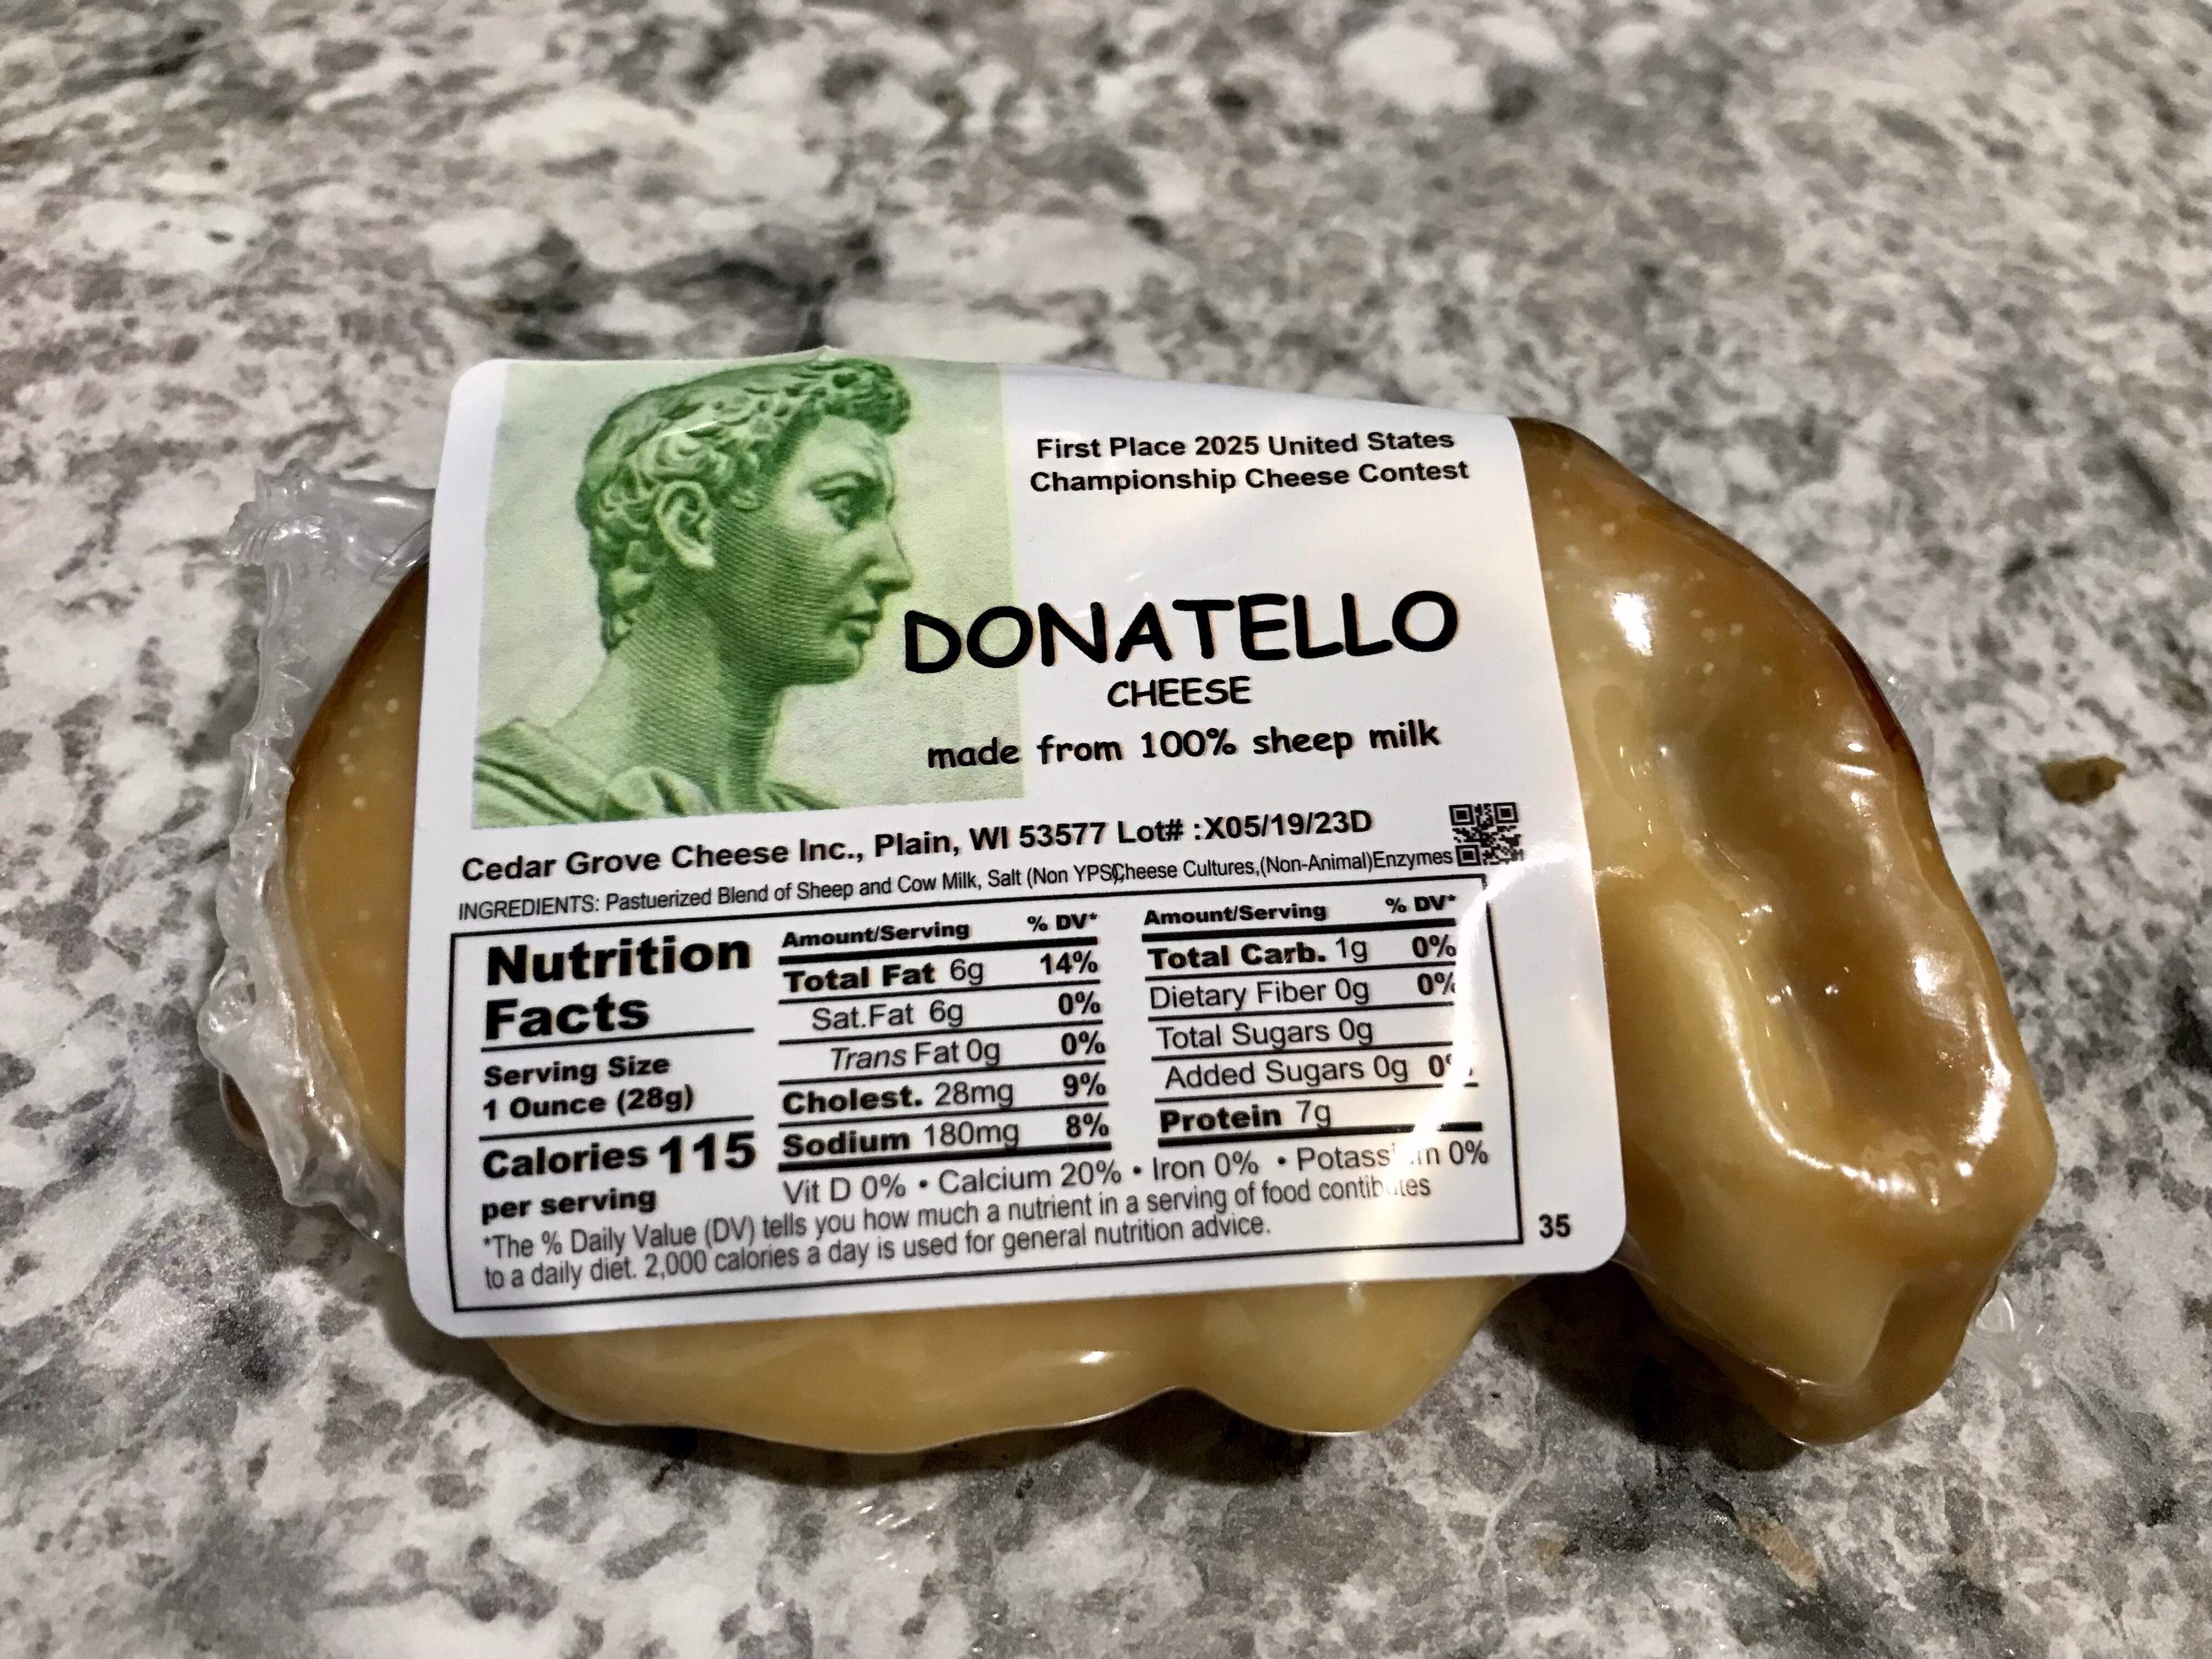 First Place 2025 United States
Championship Cheese Contest
DONATELLO
CHEESE
made from 100% sheep milk
Cedar Grove Cheese Inc., Plain, WI 53577 Lot# :X05/19/23D
INGREDIENTS: Pastuerized Blend of Sheep and Cow Milk, Salt (Non YPS)Cheese Cultures,(Non-Animal)Enzymes
Nutrition
Facts
Serving Size
1 Ounce (28g)
Calories 115
per serving
Amount/Serving % DV*
Total Fat 6g 14%
Sat.Fat 6g 0%
Trans Fat 0g 0%
Cholest. 28mg 9%
Sodium 180mg 8%
Amount/Serving % DV*
Total Carb. 1g 0%
Dietary Fiber 0g 0%
Total Sugars 0g
Added Sugars 0g 0%
Protein 7g
Vit D 0% • Calcium 20% • Iron 0% • Potassium 0%
*The % Daily Value (DV) tells you how much a nutrient in a serving of food contibutes
to a daily diet. 2,000 calories a day is used for general nutrition advice.
35